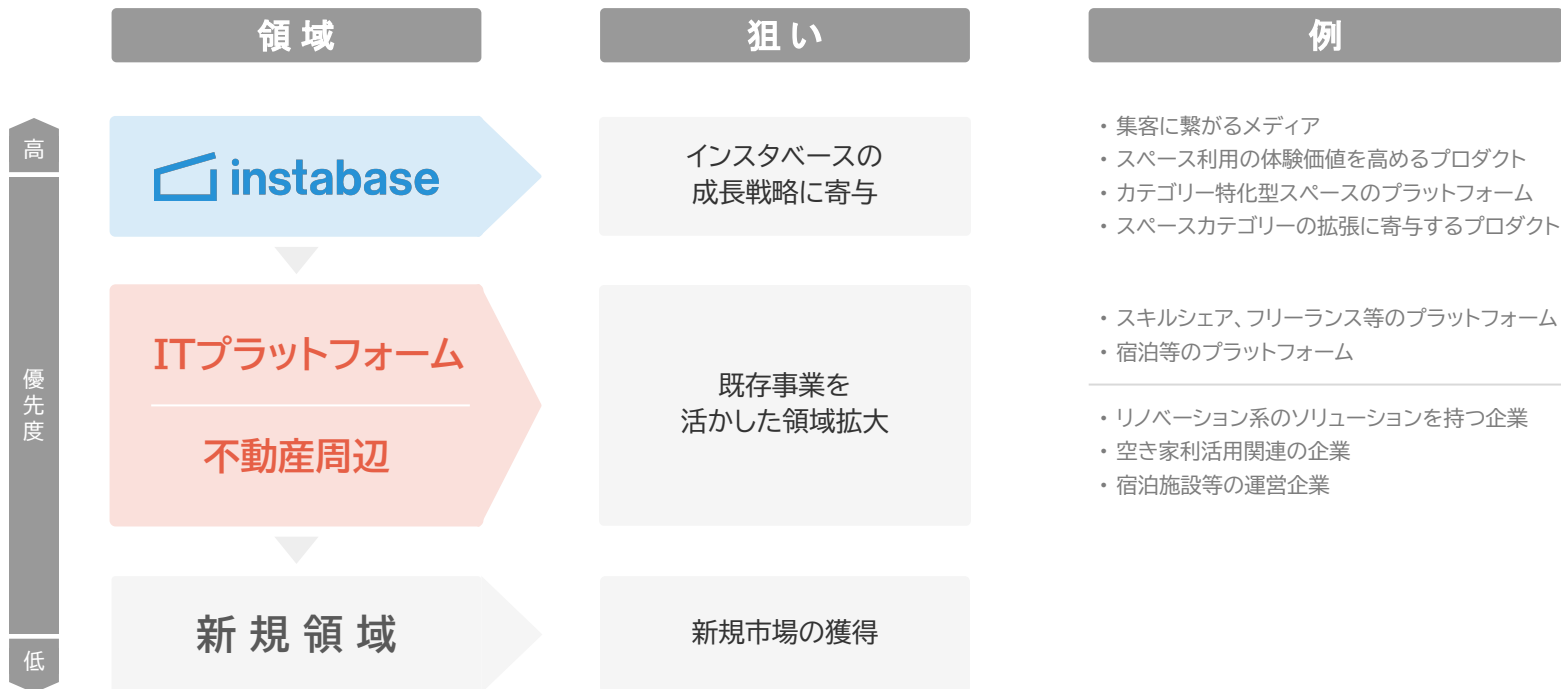 領域
狙い
例
高
優先度
低
instabase
インスタベースの
成長戦略に寄与
・集客に繋がるメディア
・スペース利用の体験価値を高めるプロダクト
・カテゴリー特化型スペースのプラットフォーム
・スペースカテゴリーの拡張に寄与するプロダクト
ITプラットフォーム
不動産周辺
既存事業を
活かした領域拡大
・スキルシェア、フリーランス等のプラットフォーム
・宿泊等のプラットフォーム
・リノベーション系のソリューションを持つ企業
・空き家利活用関連の企業
・宿泊施設等の運営企業
新規領域
新規市場の獲得